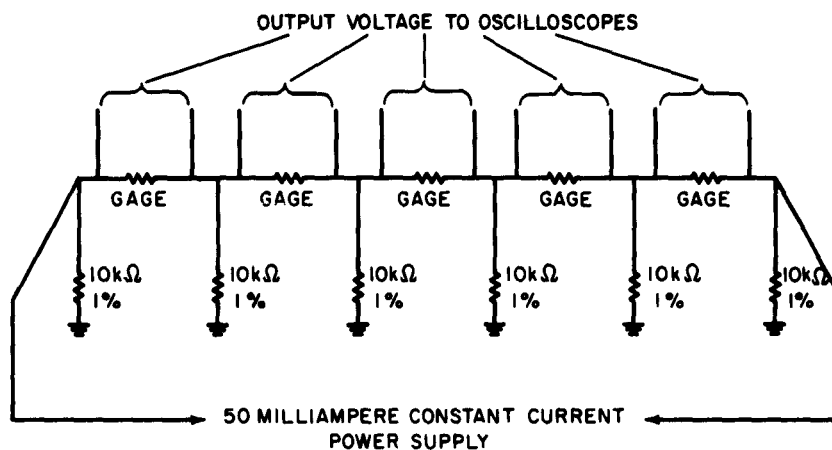 OUTPUT VOLTAGE TO OSCILLOSCOPES
GAGE GAGE GAGE GAGE GAGE
10kΩ 10kΩ 10kΩ 10kΩ 10kΩ 10kΩ
1% 1% 1% 1% 1% 1%
50 MILLIAMPERE CONSTANT CURRENT
POWER SUPPLY